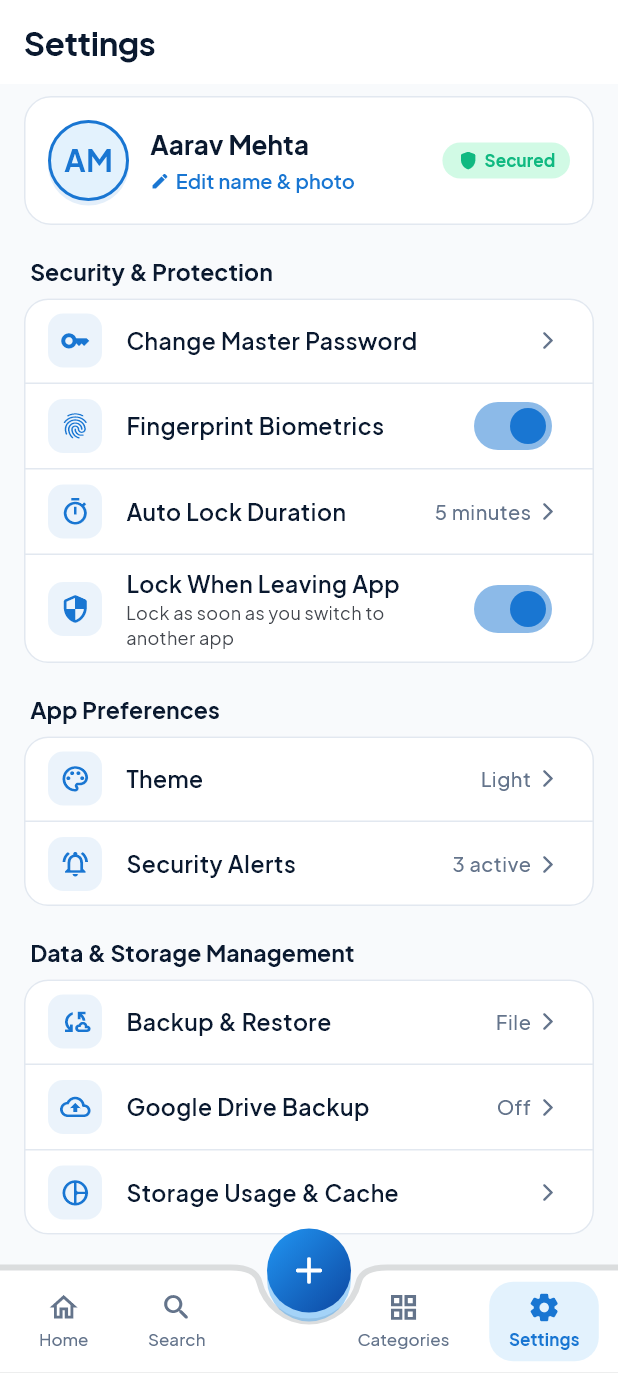 Settings
AM
Aarav Mehta
Edit name & photo
Secured
Security & Protection
Change Master Password
Fingerprint Biometrics
Auto Lock Duration
5 minutes
Lock When Leaving App
Lock as soon as you switch to
another app
App Preferences
Theme
Light
Security Alerts
3 active
Data & Storage Management
Backup & Restore
File
Google Drive Backup
Off
Storage Usage & Cache
Home
Search
Categories
Settings